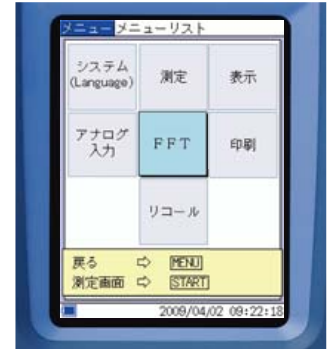 メニュー メニューリスト
システム
(Language)
測定
表示
アナログ
入力
FFT
印刷
リコール
戻る ⇨ MENU
測定画面 ⇨ START
2009/04/02 09:22:18